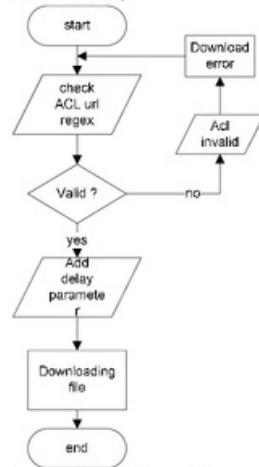 start
Download
error
check
ACL url
regex
Acl
invalid
Valid ?
no
yes
Add
delay
paramete
r
Downloading
file
end